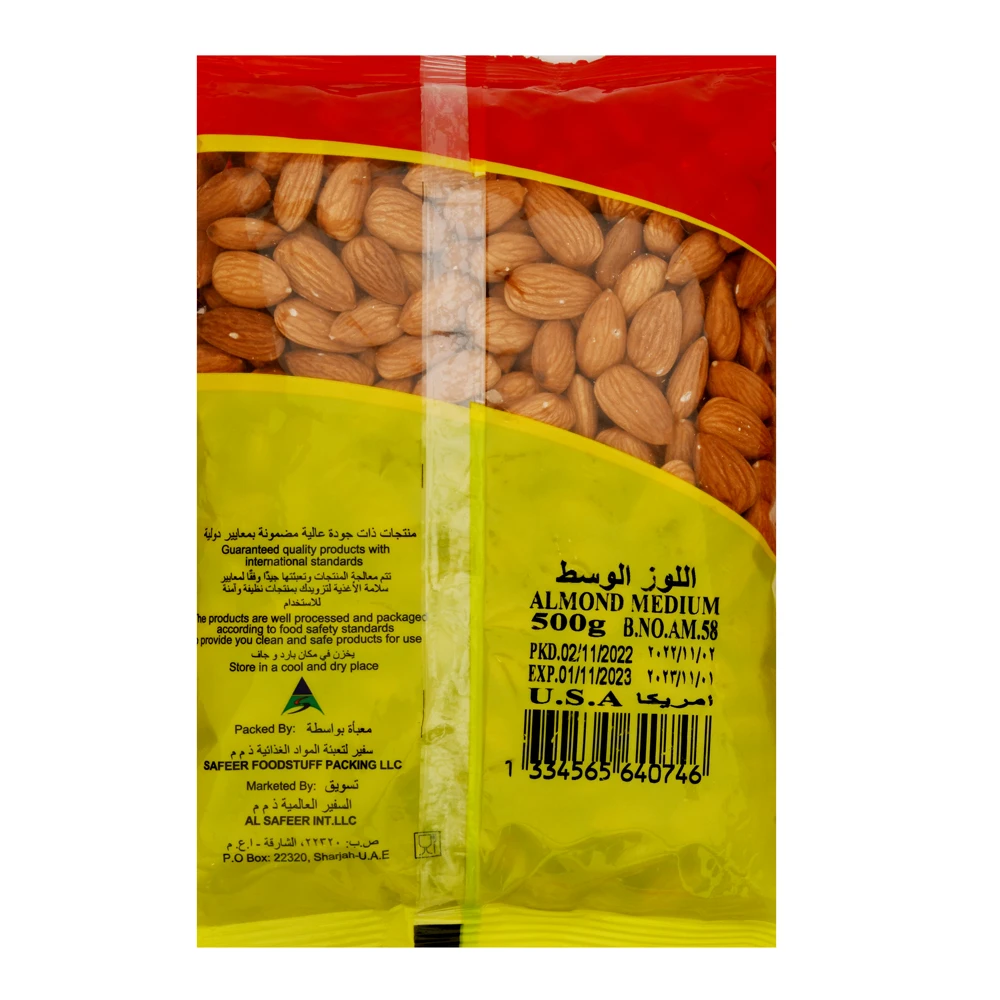 منتجات ذات جودة عالية مضمونة بمعايير دولية
Guaranteed quality products with
international standards
تتم معالجة المنتجات وتعبئتها جيدًا وفقًا لمعايير
سلامة الأغذية لتزويدك بمنتجات نظيفة وآمنة
للاستخدام
he products are well processed and packaged
according to food safety standards
provide you clean and safe products for use
يخزن في مكان بارد و جاف
Store in a cool and dry place
Packed By: معبأة بواسطة
سفير لتعبئة المواد الغذائية ذ م م
SAFEER FOODSTUFF PACKING LLC
Marketed By: تسويق:
السفير العالمية ذ م م
AL SAFEER INT.LLC
ص.ب: ٢٢٣٢٠، الشارقة - ا.ع.م
P.O Box: 22320, Sharjah-U.A.E
اللوز الوسط
ALMOND MEDIUM
500g B.NO.AM.58
PKD.02/11/2022 ٢٠٢٢/١١/٠٢
EXP.01/11/2023 ٢٠٢٣/١١/٠١
U.S.A امريكا
1 334565 640746